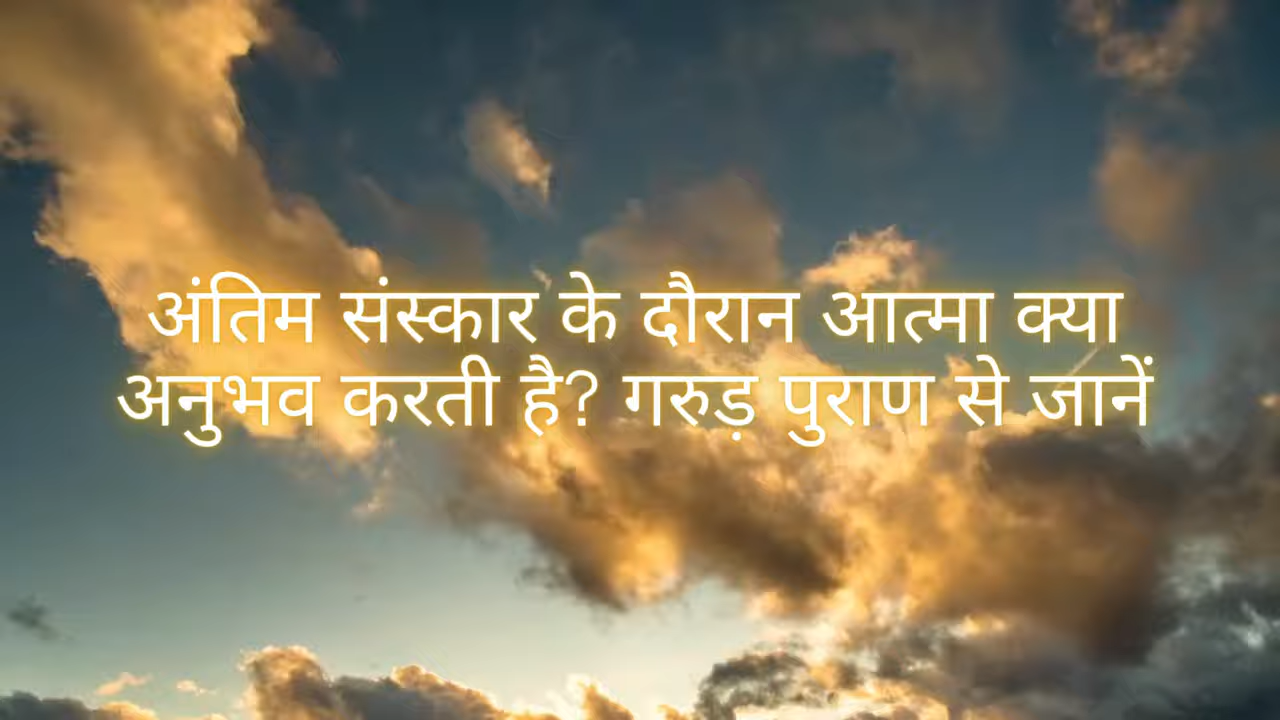 अंतिम संस्कार के दौरान आत्मा क्या
अनुभव करती है? गरुड़ पुराण से जानें